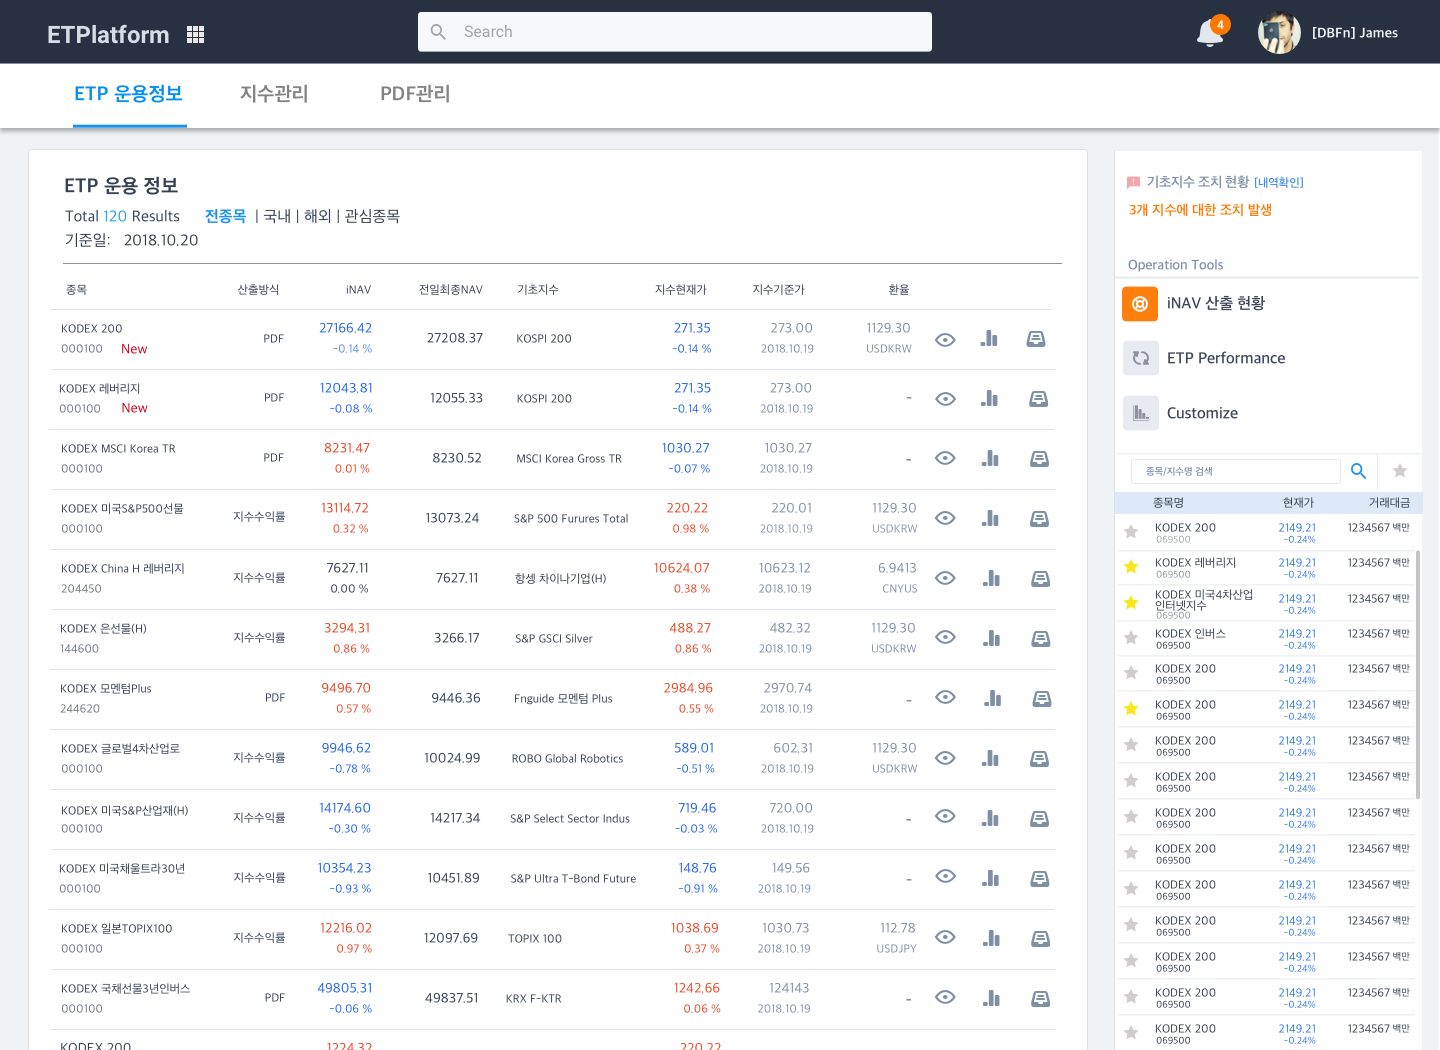 ETPlatform
Search
4
[DBFn] James
ETP 운용정보 지수관리 PDF관리
ETP 운용 정보
Total 120 Results 전종목 | 국내 | 해외 | 관심종목
기준일: 2018.10.20
종목 산출방식 iNAV 전일최종NAV 기초지수 지수현재가 지수기준가 환율
KODEX 200 PDF 27166.42 27208.37 KOSPI 200 271.35 273.00 1129.30
000100 New -0.14 % -0.14 % 2018.10.19 USDKRW
KODEX 레버리지 PDF 12043.81 12055.33 KOSPI 200 271.35 273.00 -
000100 New -0.08 % -0.14 % 2018.10.19
KODEX MSCI Korea TR PDF 8231.47 8230.52 MSCI Korea Gross TR 1030.27 1030.27 -
000100 0.01 % -0.07 % 2018.10.19
KODEX 미국S&P500선물 지수수익률 13114.72 13073.24 S&P 500 Furures Total 220.22 220.01 1129.30
000100 0.32 % 0.98 % 2018.10.19 USDKRW
KODEX China H 레버리지 지수수익률 7627.11 7627.11 항셍 차이나기업(H) 10624.07 10623.12 6.9413
204450 0.00 % 0.38 % 2018.10.19 CNYUS
KODEX 은선물(H) 지수수익률 3294.31 3266.17 S&P GSCI Silver 488.27 482.32 1129.30
144600 0.86 % 0.86 % 2018.10.19 USDKRW
KODEX 모멘텀Plus PDF 9496.70 9446.36 Fnguide 모멘텀 Plus 2984.96 2970.74 -
244620 0.57 % 0.55 % 2018.10.19
KODEX 글로벌4차산업로 지수수익률 9946.62 10024.99 ROBO Global Robotics 589.01 602.31 1129.30
000100 -0.78 % -0.51 % 2018.10.19 USDKRW
KODEX 미국S&P산업재(H) 지수수익률 14174.60 14217.34 S&P Select Sector Indus 719.46 720.00 -
000100 -0.30 % -0.03 % 2018.10.19
KODEX 미국채울트라30년 지수수익률 10354.23 10451.89 S&P Ultra T-Bond Future 148.76 149.56 -
000100 -0.93 % -0.91 % 2018.10.19
KODEX 일본TOPIX100 지수수익률 12216.02 12097.69 TOPIX 100 1038.69 1030.73 112.78
000100 0.97 % 0.37 % 2018.10.19 USDJPY
KODEX 국채선물3년인버스 PDF 49805.31 49837.51 KRX F-KTR 1242.66 124143 -
000100 -0.06 % 0.06 % 2018.10.19
KODEX 200 1224.32 220.22
기초지수 조치 현황 [내역확인]
3개 지수에 대한 조치 발생
Operation Tools
iNAV 산출 현황
ETP Performance
Customize
종목/지수명 검색
종목명 현재가 거래대금
KODEX 200 2149.21 1234567 백만
069500 -0.24%
KODEX 레버리지 2149.21 1234567 백만
069500 -0.24%
KODEX 미국4차산업
인터넷지수 2149.21 1234567 백만
069500 -0.24%
KODEX 인버스 2149.21 1234567 백만
069500 -0.24%
KODEX 200 2149.21 1234567 백만
069500 -0.24%
KODEX 200 2149.21 1234567 백만
069500 -0.24%
KODEX 200 2149.21 1234567 백만
069500 -0.24%
KODEX 200 2149.21 1234567 백만
069500 -0.24%
KODEX 200 2149.21 1234567 백만
069500 -0.24%
KODEX 200 2149.21 1234567 백만
069500 -0.24%
KODEX 200 2149.21 1234567 백만
069500 -0.24%
KODEX 200 2149.21 1234567 백만
069500 -0.24%
KODEX 200 2149.21 1234567 백만
069500 -0.24%
KODEX 200 2149.21 1234567 백만
069500 -0.24%
KODEX 200 2149.21 1234567 백만
069500 -0.24%